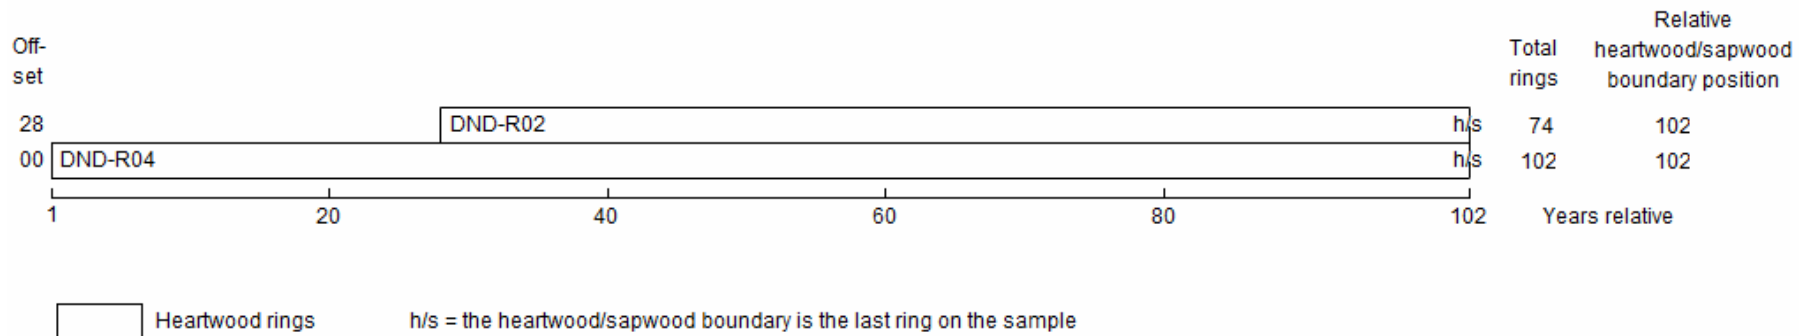 Off-
set
Total
rings
Relative
heartwood/sapwood
boundary position
28 DND-R02 h/s 74 102
00 DND-R04 h/s 102 102
1 20 40 60 80 102 Years relative
Heartwood rings h/s = the heartwood/sapwood boundary is the last ring on the sample